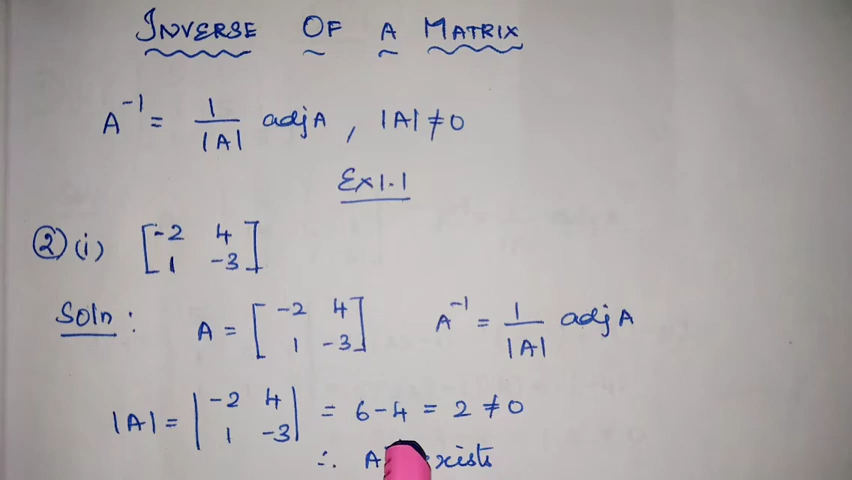 INVERSE OF A MATRIX
A⁻¹ = 1/|A| adj A , |A| ≠ 0
Ex 1.1
② (i) [-2 4
1 -3]
Soln : A = [-2 4
1 -3] A⁻¹ = 1/|A| adj A
|A| = |-2 4
1 -3| = 6-4 = 2 ≠ 0
∴ A